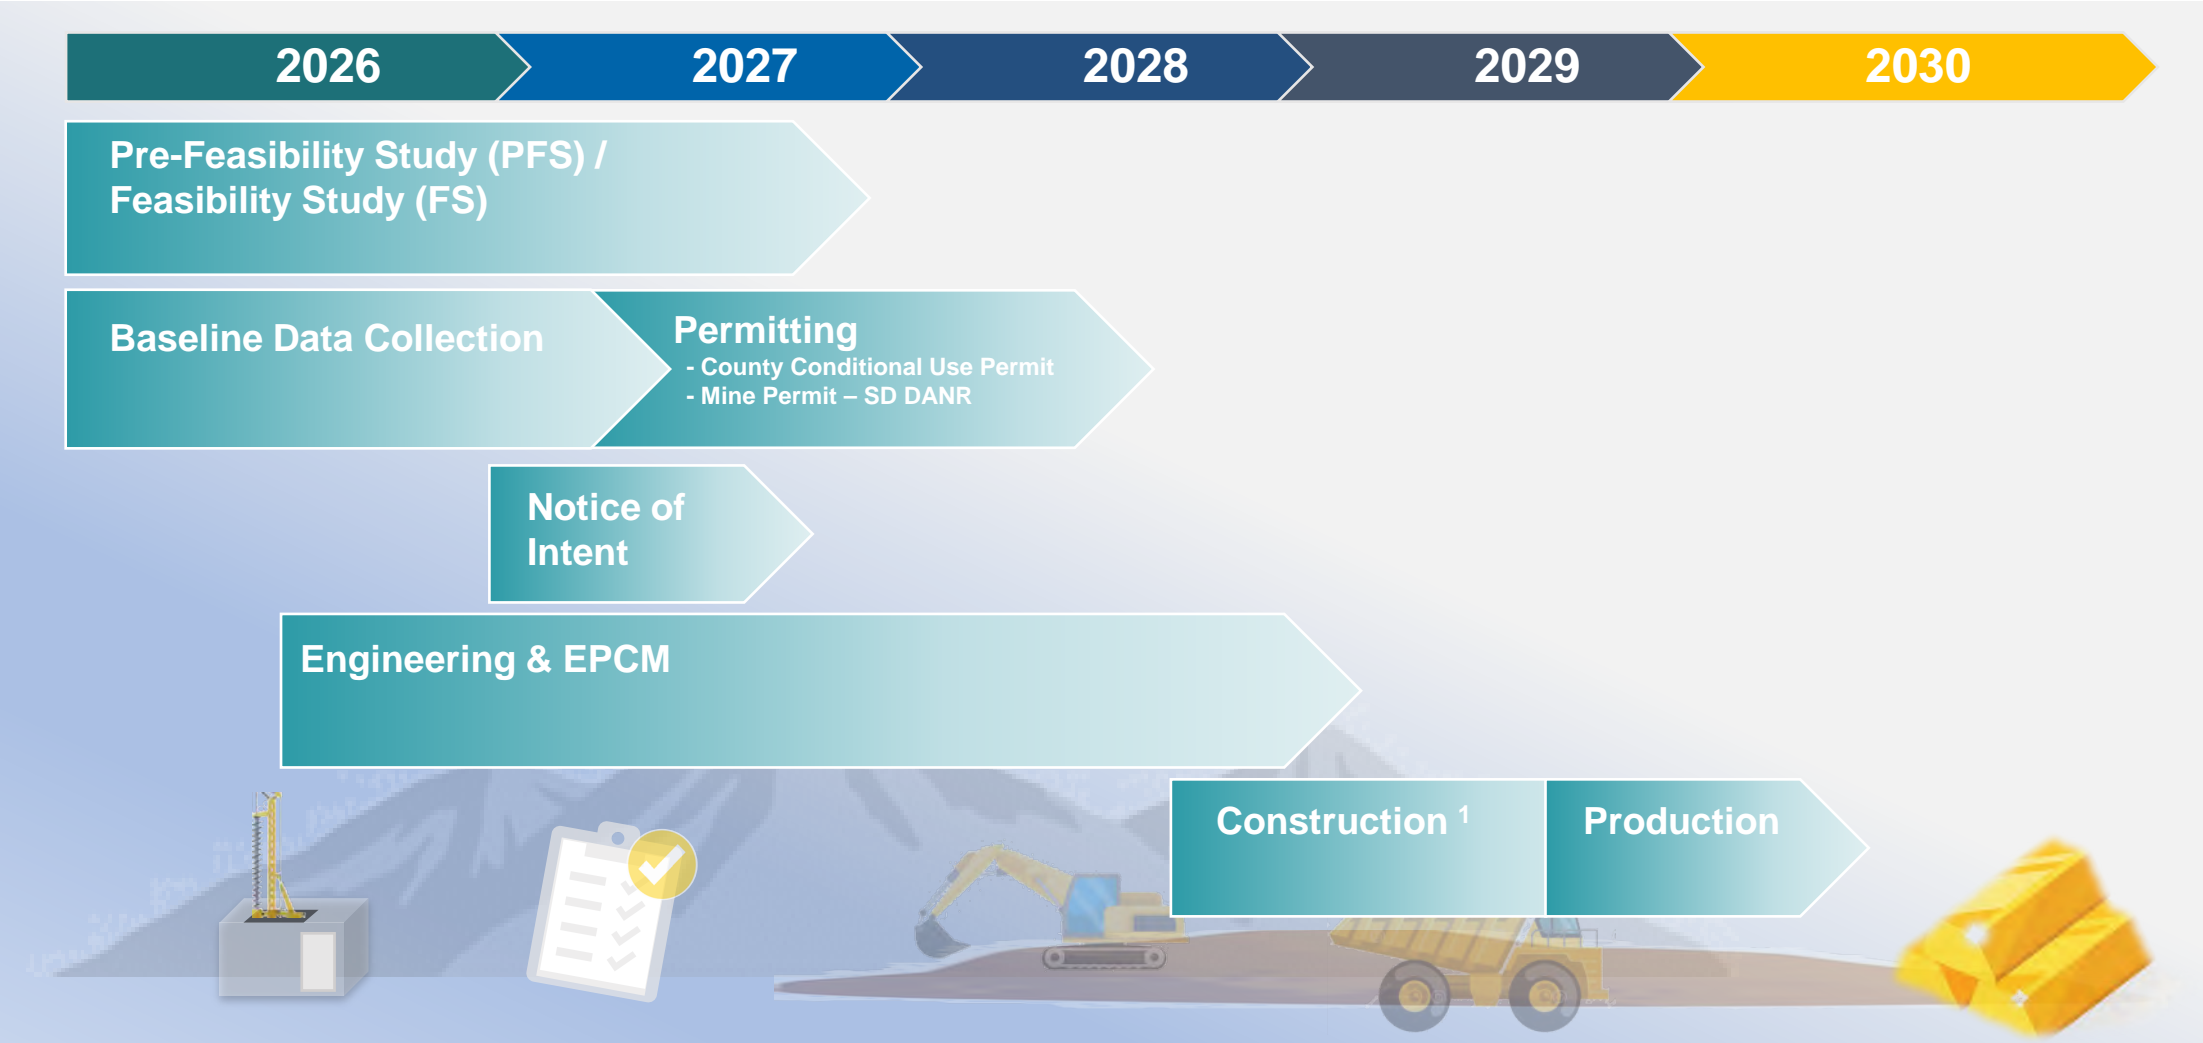 2026 2027 2028 2029 2030
Pre-Feasibility Study (PFS) /
Feasibility Study (FS)
Baseline Data Collection
Permitting
- County Conditional Use Permit
- Mine Permit – SD DANR
Notice of
Intent
Engineering & EPCM
Construction ¹
Production